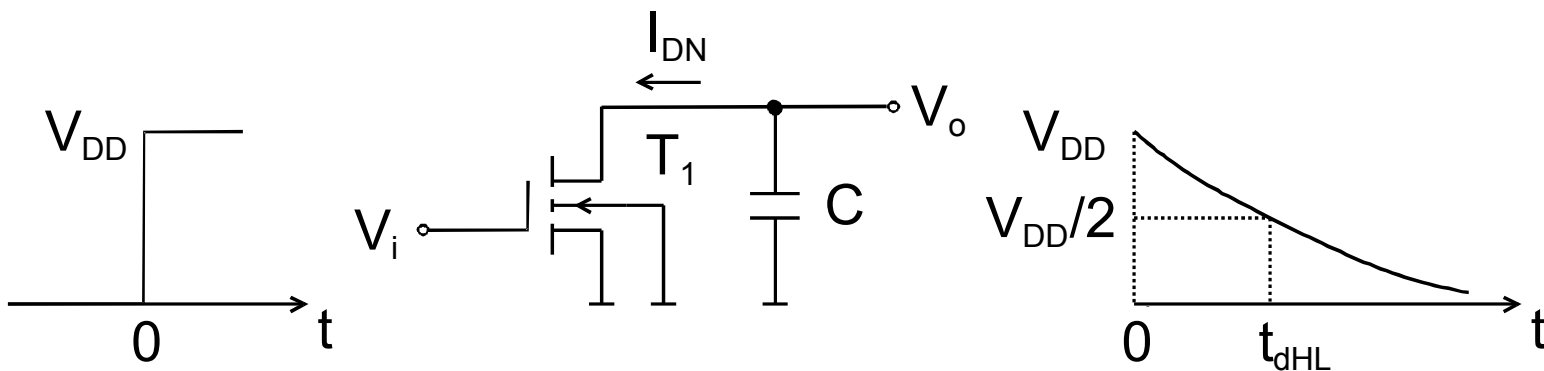 V_DD
0
t
I_DN
T_1
V_i
C
V_o
V_DD
V_DD/2
0
t_dHL
t